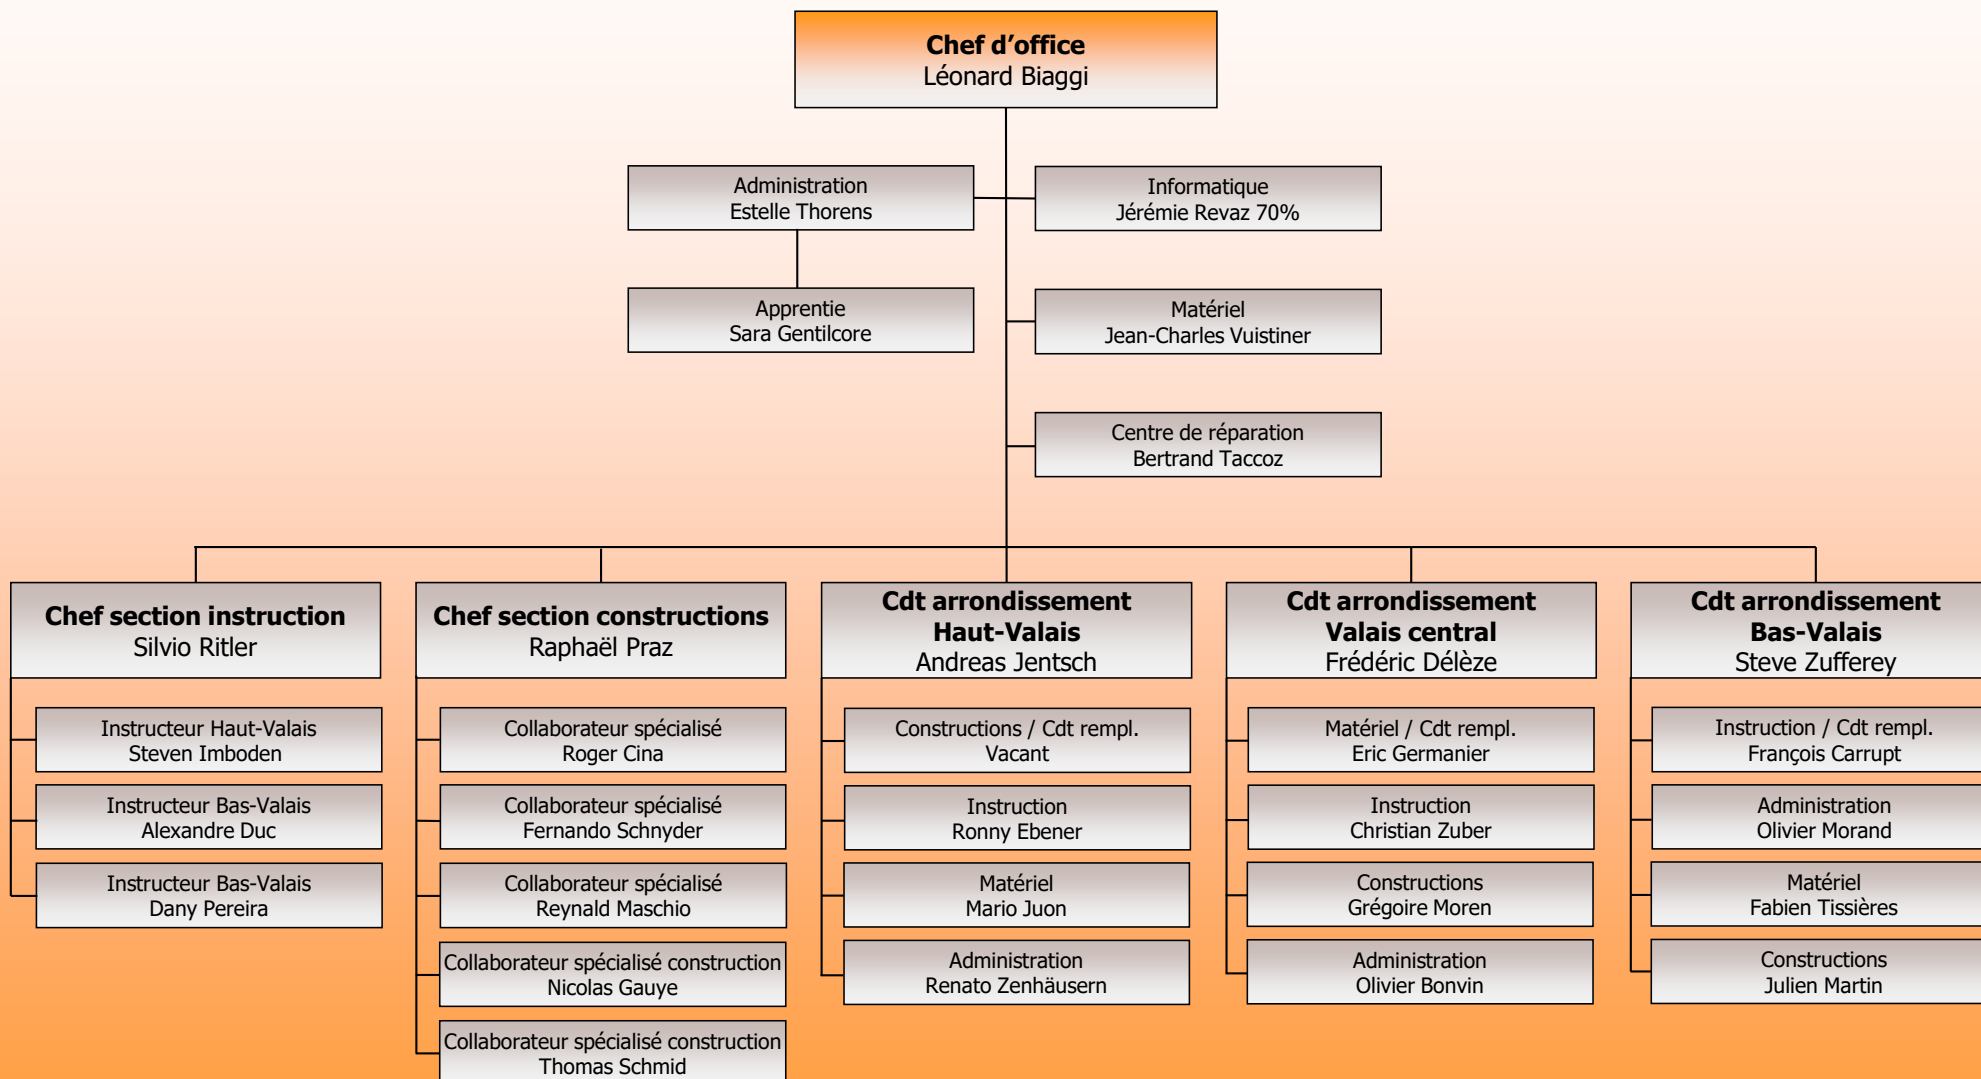 Chef d’office
Léonard Biaggi
Administration
Estelle Thorens
Informatique
Jérémie Revaz 70%
Apprentie
Sara Gentilcore
Matériel
Jean-Charles Vuistiner
Centre de réparation
Bertrand Taccoz
Chef section instruction
Silvio Ritler
Instructeur Haut-Valais
Steven Imboden
Instructeur Bas-Valais
Alexandre Duc
Instructeur Bas-Valais
Dany Pereira
Chef section constructions
Raphaël Praz
Collaborateur spécialisé
Roger Cina
Collaborateur spécialisé
Fernando Schnyder
Collaborateur spécialisé
Reynald Maschio
Collaborateur spécialisé construction
Nicolas Gauye
Collaborateur spécialisé construction
Thomas Schmid
Cdt arrondissement
Haut-Valais
Andreas Jentsch
Constructions / Cdt rempl.
Vacant
Instruction
Ronny Ebener
Matériel
Mario Juon
Administration
Renato Zenhäusern
Cdt arrondissement
Valais central
Frédéric Délèze
Matériel / Cdt rempl.
Eric Germanier
Instruction
Christian Zuber
Constructions
Grégoire Moren
Administration
Olivier Bonvin
Cdt arrondissement
Bas-Valais
Steve Zufferey
Instruction / Cdt rempl.
François Carrupt
Administration
Olivier Morand
Matériel
Fabien Tissières
Constructions
Julien Martin